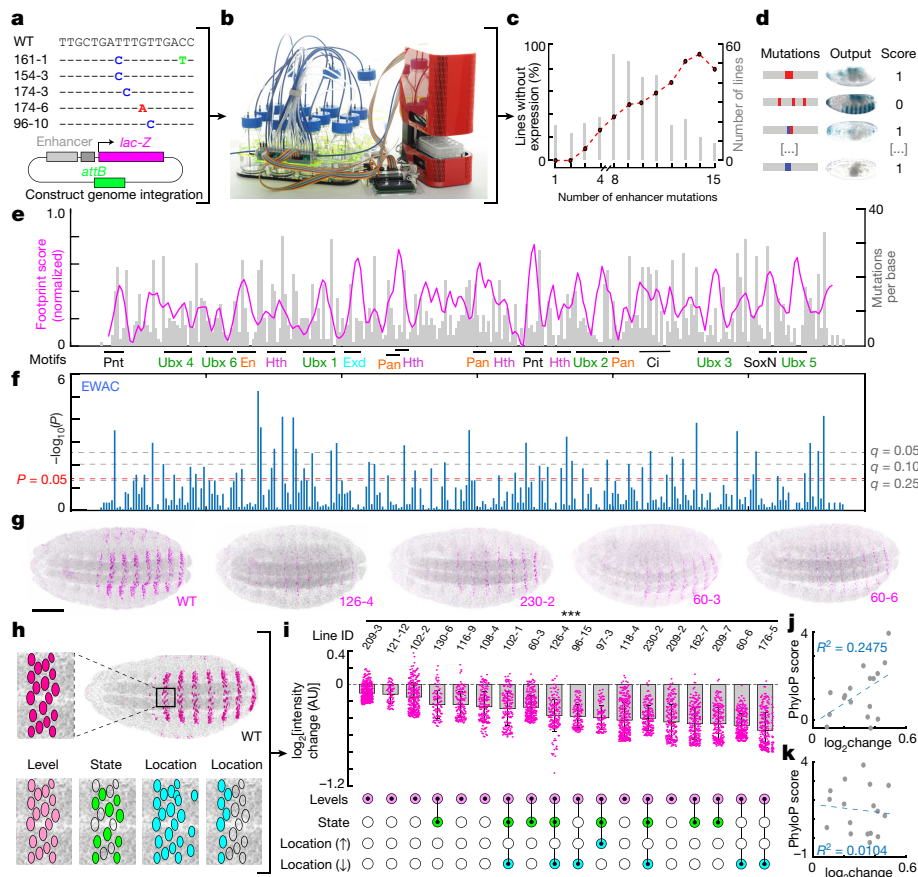 a
WT
TTGCTGATTTGTTGACC
161-1 -------C--------T-
154-3 -------C---------
174-3 --------C--------
174-6 ----------A------
96-10 -----------C-----
Enhancer
lac-Z
attB
Construct genome integration
b
c
Lines without
expression (%)
100
0
60
0
Number of lines
1 4 8 15
Number of enhancer mutations
d
Mutations Output Score
1
0
1
[...] [...]
1
e
Footprint score
(normalized)
1.0
0
40
20
0
Mutations
per base
Motifs
Pnt Ubx 4 Ubx 6 En Hth Ubx 1 Exd Pan Hth Pan Hth Pnt Hth Ubx 2 Pan Ci Ubx 3 SoxN Ubx 5
f
EWAC
6
−log10(P)
P = 0.05
0
q = 0.05
q = 0.10
q = 0.25
g
WT
126-4
230-2
60-3
60-6
h
WT
Level State Location Location
i
***
Line ID
209-3 121-12 102-2 130-6 116-9 108-4 102-1 60-3 126-4 96-15 97-3 118-4 230-2 209-2 162-7 209-7 60-6 176-5
log2[intensity
change (AU)]
0.4
0
−1.2
Levels
State
Location (↑)
Location (↓)
j
PhyloP score
4
0
R² = 0.2475
0 0.6
log2change
k
PhyloP score
4
−1
R² = 0.0104
0 0.6